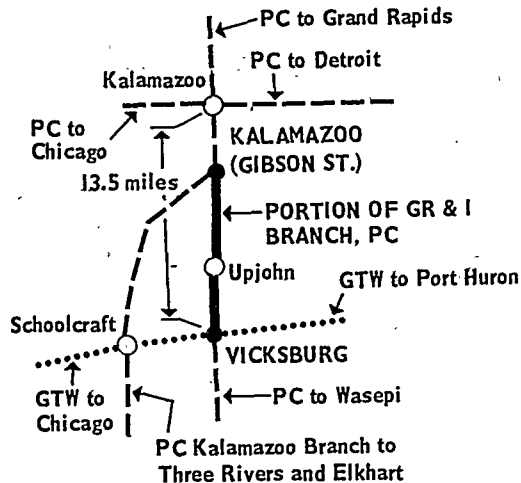 PC to Grand Rapids
Kalamazoo
PC to Detroit
PC to
Chicago
KALAMAZOO
(GIBSON ST.)
13.5 miles
PORTION OF GR & I
BRANCH, PC
Upjohn
GTW to Port Huron
Schoolcraft
VICKSBURG
GTW to
Chicago
PC to Wasepi
PC Kalamazoo Branch to
Three Rivers and Elkhart